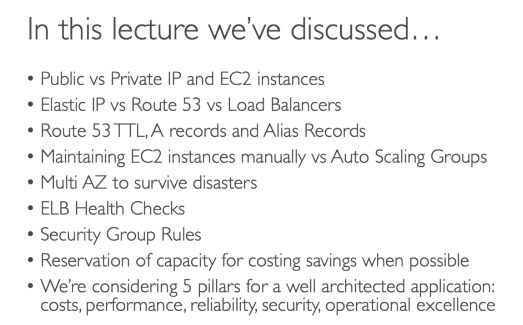 In this lecture we've discussed…
• Public vs Private IP and EC2 instances
• Elastic IP vs Route 53 vs Load Balancers
• Route 53 TTL, A records and Alias Records
• Maintaining EC2 instances manually vs Auto Scaling Groups
• Multi AZ to survive disasters
• ELB Health Checks
• Security Group Rules
• Reservation of capacity for costing savings when possible
• We're considering 5 pillars for a well architected application:
costs, performance, reliability, security, operational excellence